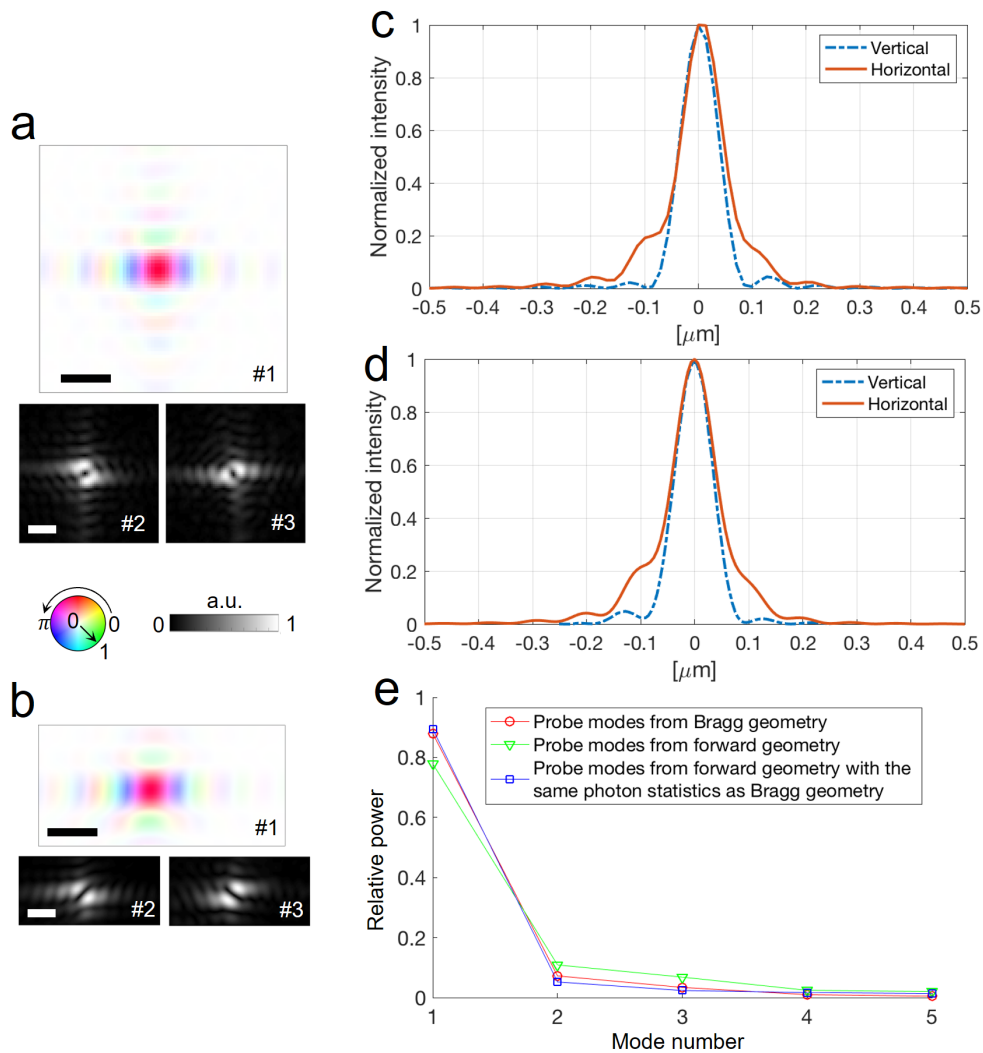 a
#1
#2
#3
π
0
0
1
a.u.
0
1
b
#1
#2
#3
c
Normalized intensity
1
0.8
0.6
0.4
0.2
0
-0.5
-0.4
-0.3
-0.2
-0.1
0
0.1
0.2
0.3
0.4
0.5
[μm]
Vertical
Horizontal
d
Normalized intensity
1
0.8
0.6
0.4
0.2
0
-0.5
-0.4
-0.3
-0.2
-0.1
0
0.1
0.2
0.3
0.4
0.5
[μm]
Vertical
Horizontal
e
Relative power
1
0.8
0.6
0.4
0.2
0
1
2
3
4
5
Mode number
Probe modes from Bragg geometry
Probe modes from forward geometry
Probe modes from forward geometry with the
same photon statistics as Bragg geometry